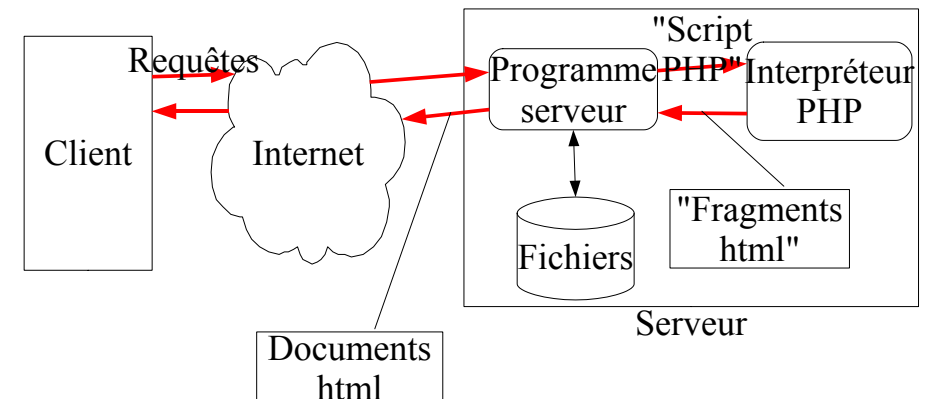 Requêtes
Client
Internet
Programme
serveur
"Script
PHP"
Interpréteur
PHP
Fichiers
"Fragments
html"
Serveur
Documents
html